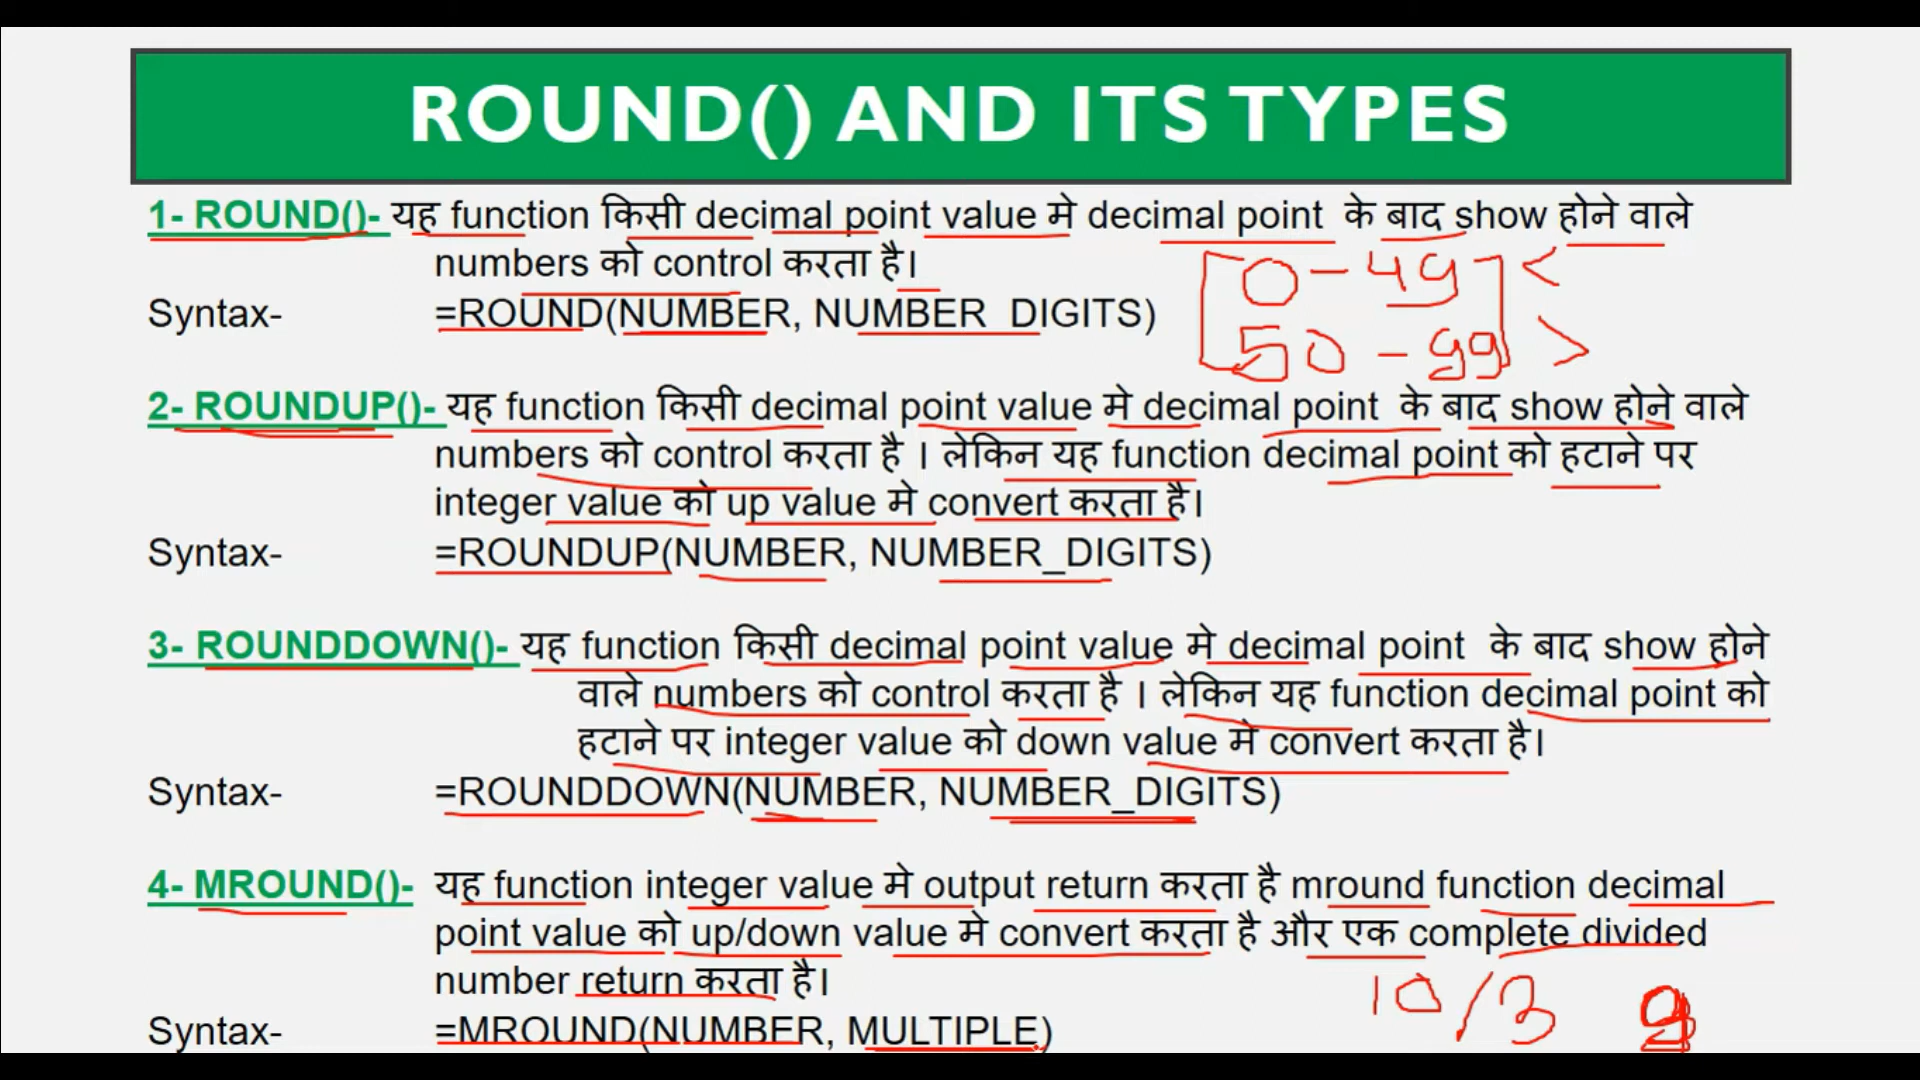 ROUND() AND ITS TYPES
1- ROUND()- यह function किसी decimal point value मे decimal point के बाद show होने वाले
numbers को control करता है।
0 - 49 <
Syntax- =ROUND(NUMBER, NUMBER_DIGITS)
50 - 99 >
2- ROUNDUP()- यह function किसी decimal point value मे decimal point के बाद show होने वाले
numbers को control करता है । लेकिन यह function decimal point को हटाने पर
integer value को up value मे convert करता है।
Syntax- =ROUNDUP(NUMBER, NUMBER_DIGITS)
3- ROUNDDOWN()- यह function किसी decimal point value मे decimal point के बाद show होने
वाले numbers को control करता है । लेकिन यह function decimal point को
हटाने पर integer value को down value मे convert करता है।
Syntax- =ROUNDDOWN(NUMBER, NUMBER_DIGITS)
4- MROUND()- यह function integer value मे output return करता है mround function decimal
point value को up/down value मे convert करता है और एक complete divided
number return करता है।
10/3 9
Syntax- =MROUND(NUMBER, MULTIPLE)